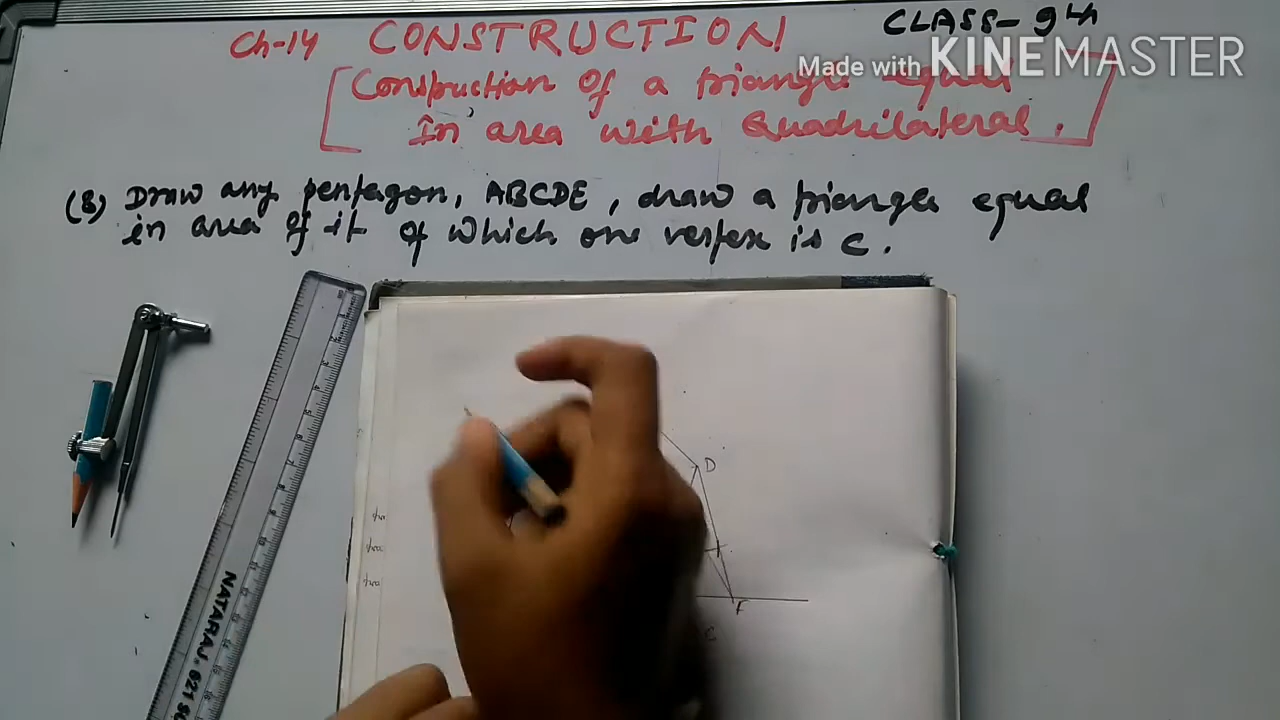 Ch-14 CONSTRUCTION CLASS-9th
Made with KINEMASTER
[Construction of a triangle equal
In area with Quadrilateral.]
(8) Draw any pentagon, ABCDE, draw a triangle equal
in area of it of which one vertex is C.
D
F
C
NATARAJ. 621